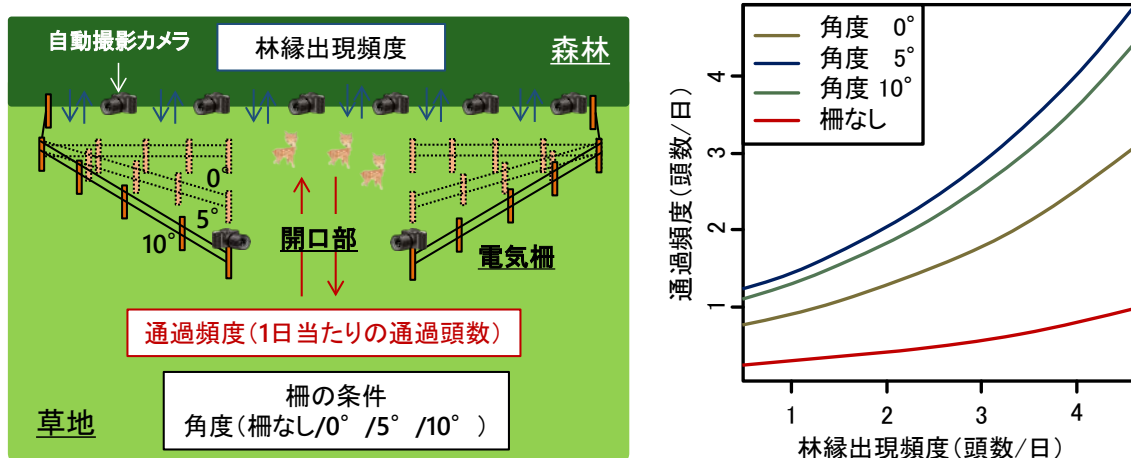 自動撮影カメラ
林縁出現頻度
森林
0°
5°
10°
開口部
電気柵
通過頻度(1日当たりの通過頭数)
柵の条件
角度(柵なし/0°/5°/10°)
草地
角度 0°
角度 5°
角度 10°
柵なし
通過頻度(頭数/日)
4
3
2
1
1
2
3
4
林縁出現頻度(頭数/日)